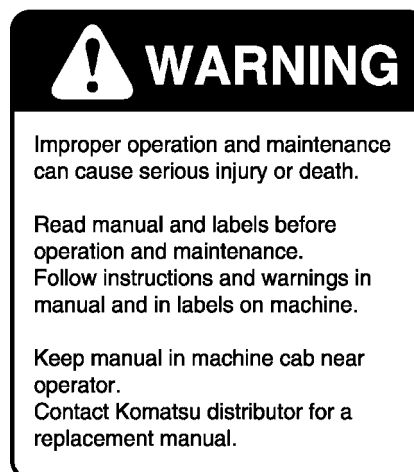 WARNING
Improper operation and maintenance
can cause serious injury or death.
Read manual and labels before
operation and maintenance.
Follow instructions and warnings in
manual and in labels on machine.
Keep manual in machine cab near
operator.
Contact Komatsu distributor for a
replacement manual.